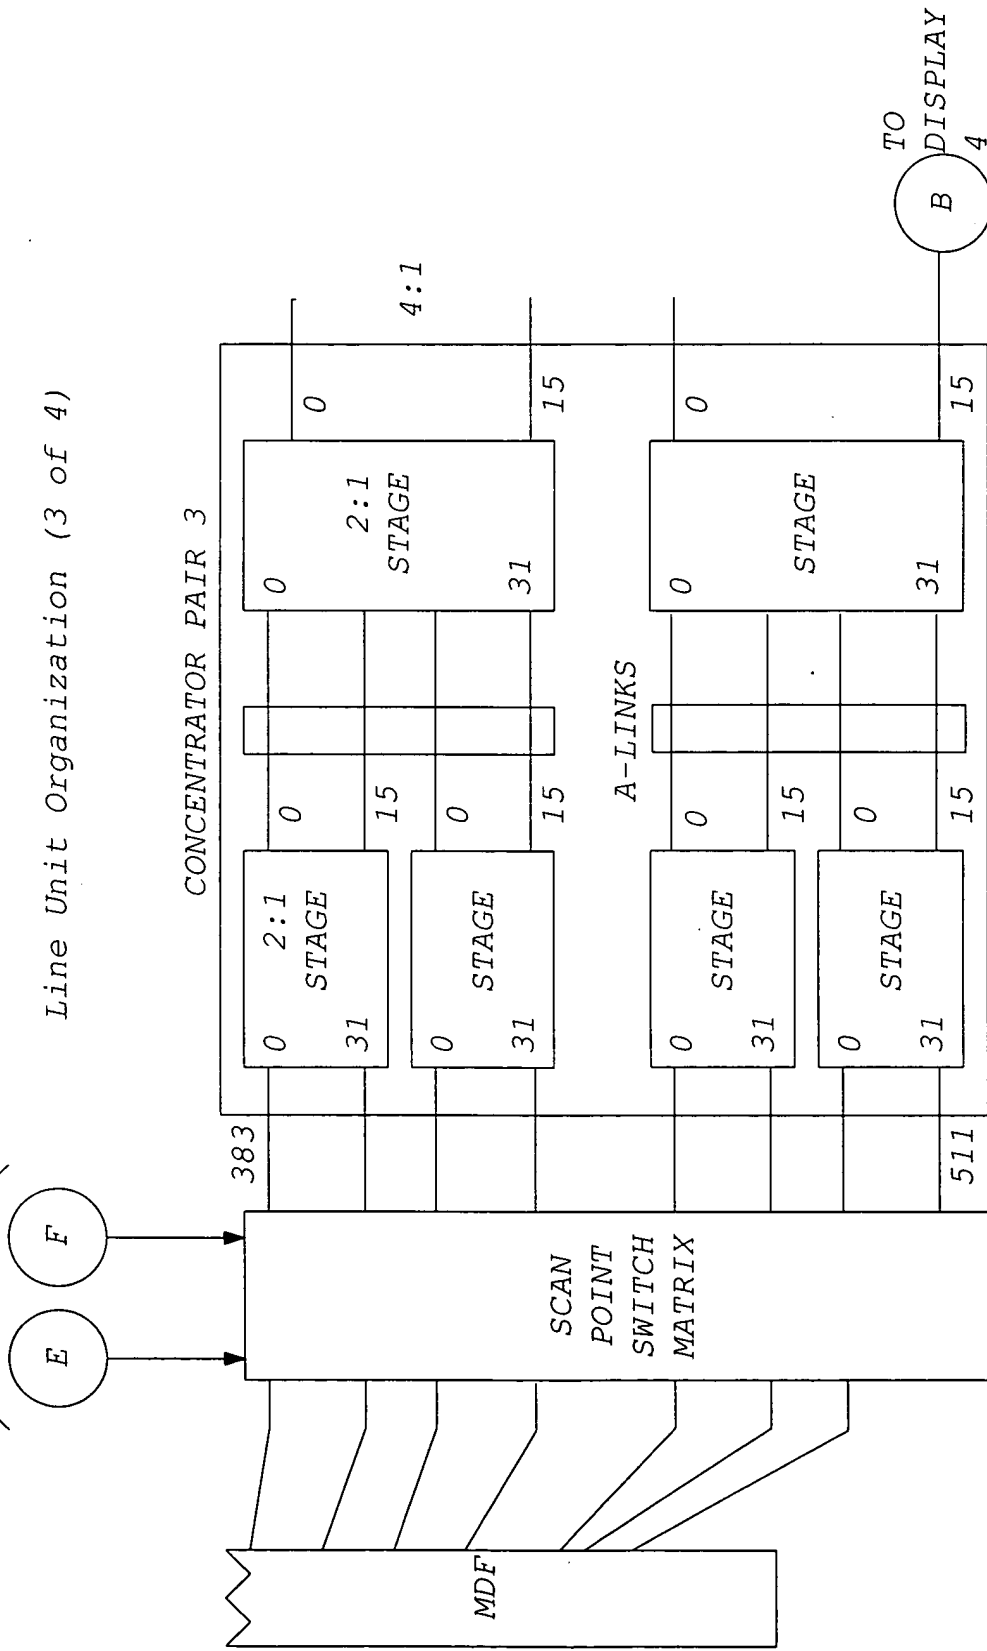 Line Unit Organization (3 of 4)
E
F
CONCENTRATOR PAIR 3
383
0
2:1
STAGE
31
0
15
0
2:1
STAGE
31
0
15
4:1
0
STAGE
31
0
15
A-LINKS
MDF
SCAN
POINT
SWITCH
MATRIX
0
STAGE
31
0
15
0
STAGE
31
0
15
0
STAGE
31
0
15
511
B
TO
DISPLAY
4